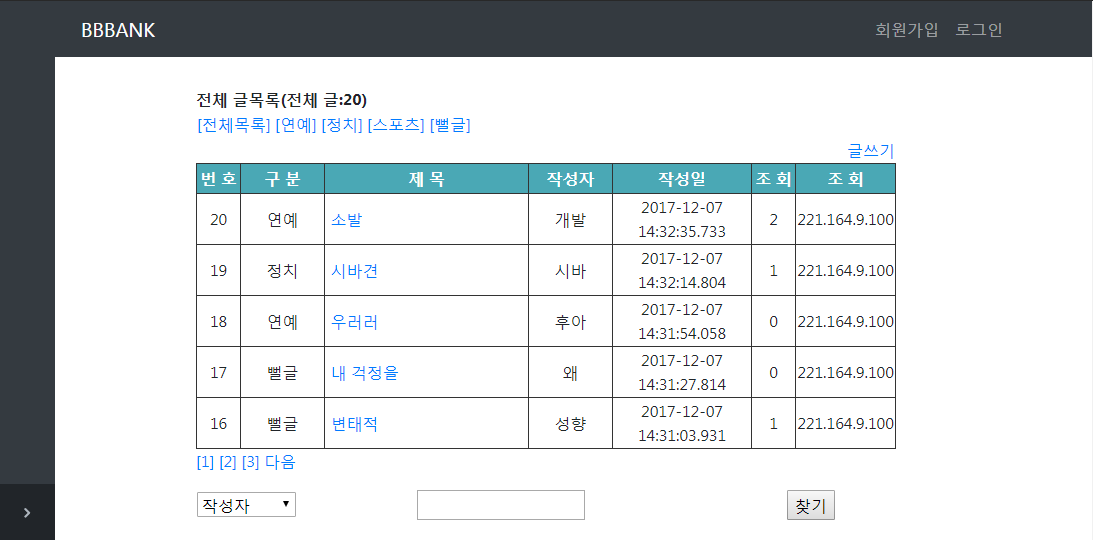 BBBANK 회원가입 로그인
전체 글목록(전체 글:20)
[전체목록] [연예] [정치] [스포츠] [뻘글]
글쓰기
번 호 구 분 제 목 작성자 작성일 조 회 조 회
20 연예 소발 개발 2017-12-07 14:32:35.733 2 221.164.9.100
19 정치 시바견 시바 2017-12-07 14:32:14.804 1 221.164.9.100
18 연예 우러러 후아 2017-12-07 14:31:54.058 0 221.164.9.100
17 뻘글 내 걱정을 왜 2017-12-07 14:31:27.814 0 221.164.9.100
16 뻘글 변태적 성향 2017-12-07 14:31:03.931 1 221.164.9.100
[1] [2] [3] 다음
작성자 찾기